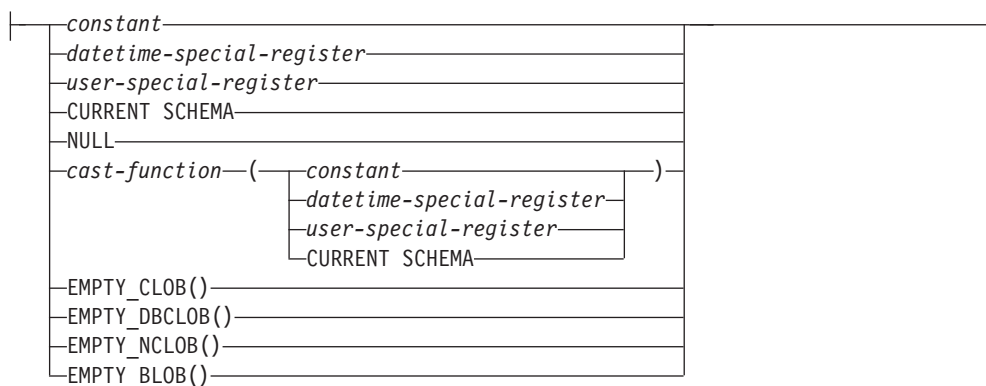 constant
datetime-special-register
user-special-register
CURRENT SCHEMA
NULL
cast-function ( constant )
datetime-special-register
user-special-register
CURRENT SCHEMA
EMPTY_CLOB()
EMPTY_DBCLOB()
EMPTY_NCLOB()
EMPTY_BLOB()